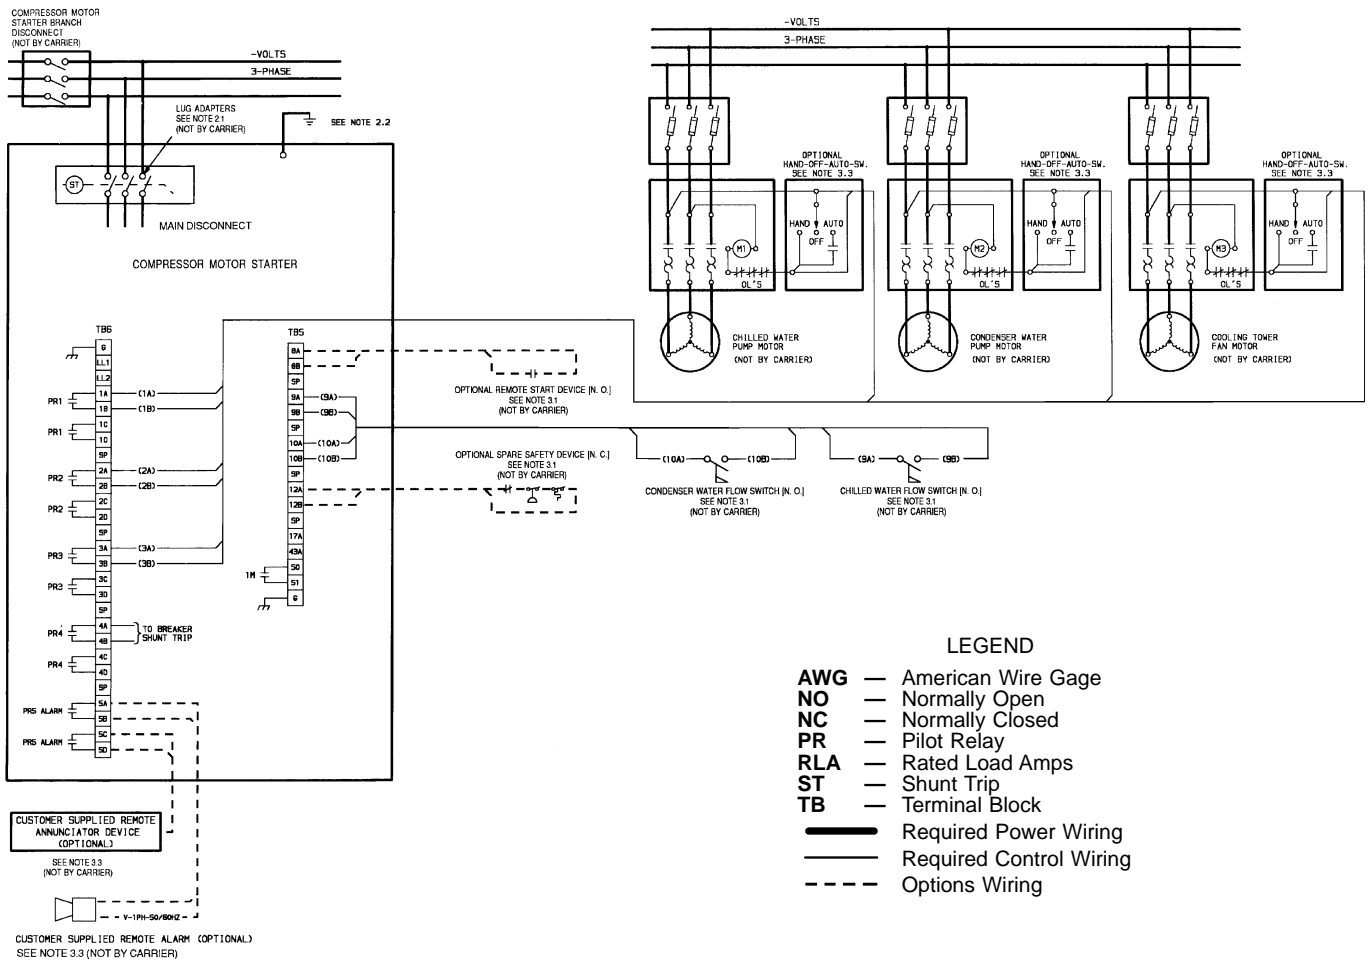 COMPRESSOR MOTOR
STARTER BRANCH
DISCONNECT
(NOT BY CARRIER)
-VOLTS
3-PHASE
LUG ADAPTERS
SEE NOTE 2.1
(NOT BY CARRIER)
SEE NOTE 2.2
ST
MAIN DISCONNECT
COMPRESSOR MOTOR STARTER
-VOLTS
3-PHASE
OPTIONAL
HAND-OFF-AUTO-SW.
SEE NOTE 3.3
HAND
AUTO
OFF
M1
OL'S
CHILLED WATER
PUMP MOTOR
(NOT BY CARRIER)
OPTIONAL
HAND-OFF-AUTO-SW.
SEE NOTE 3.3
HAND
AUTO
OFF
M2
OL'S
CONDENSER WATER
PUMP MOTOR
(NOT BY CARRIER)
OPTIONAL
HAND-OFF-AUTO-SW.
SEE NOTE 3.3
HAND
AUTO
OFF
M3
OL'S
COOLING TOWER
FAN MOTOR
(NOT BY CARRIER)
TB6
G
LL1
LL2
PR1
1A
(1A)
1B
(1B)
PR1
1C
1D
SP
PR2
2A
(2A)
2B
(2B)
PR2
2C
2D
SP
PR3
3A
(3A)
3B
(3B)
PR3
3C
3D
SP
PR4
4A
4B
TO BREAKER
SHUNT TRIP
PR4
4C
4D
SP
PR5 ALARM
5A
5B
PR5 ALARM
5C
5D
TB5
8A
8B
SP
9A
(9A)
9B
(9B)
SP
10A
(10A)
10B
(10B)
SP
12A
12B
SP
17A
43A
1M
50
51
G
OPTIONAL REMOTE START DEVICE [N. O.]
SEE NOTE 3.1
(NOT BY CARRIER)
OPTIONAL SPARE SAFETY DEVICE [N. C.]
SEE NOTE 3.1
(NOT BY CARRIER)
(10A)
(10B)
CONDENSER WATER FLOW SWITCH [N. O.]
SEE NOTE 3.1
(NOT BY CARRIER)
(9A)
(9B)
CHILLED WATER FLOW SWITCH [N. O.]
SEE NOTE 3.1
(NOT BY CARRIER)
CUSTOMER SUPPLIED REMOTE
ANNUNCIATOR DEVICE
(OPTIONAL)
SEE NOTE 3.3
(NOT BY CARRIER)
V-1PH-50/60HZ
CUSTOMER SUPPLIED REMOTE ALARM (OPTIONAL)
SEE NOTE 3.3 (NOT BY CARRIER)
LEGEND
AWG — American Wire Gage
NO — Normally Open
NC — Normally Closed
PR — Pilot Relay
RLA — Rated Load Amps
ST — Shunt Trip
TB — Terminal Block
Required Power Wiring
Required Control Wiring
Options Wiring